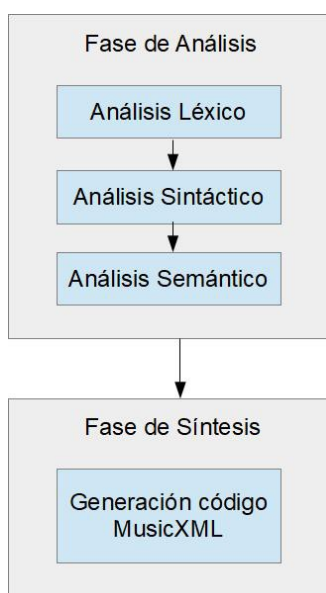 Fase de Análisis
Análisis Léxico
Análisis Sintáctico
Análisis Semántico
Fase de Síntesis
Generación código
MusicXML